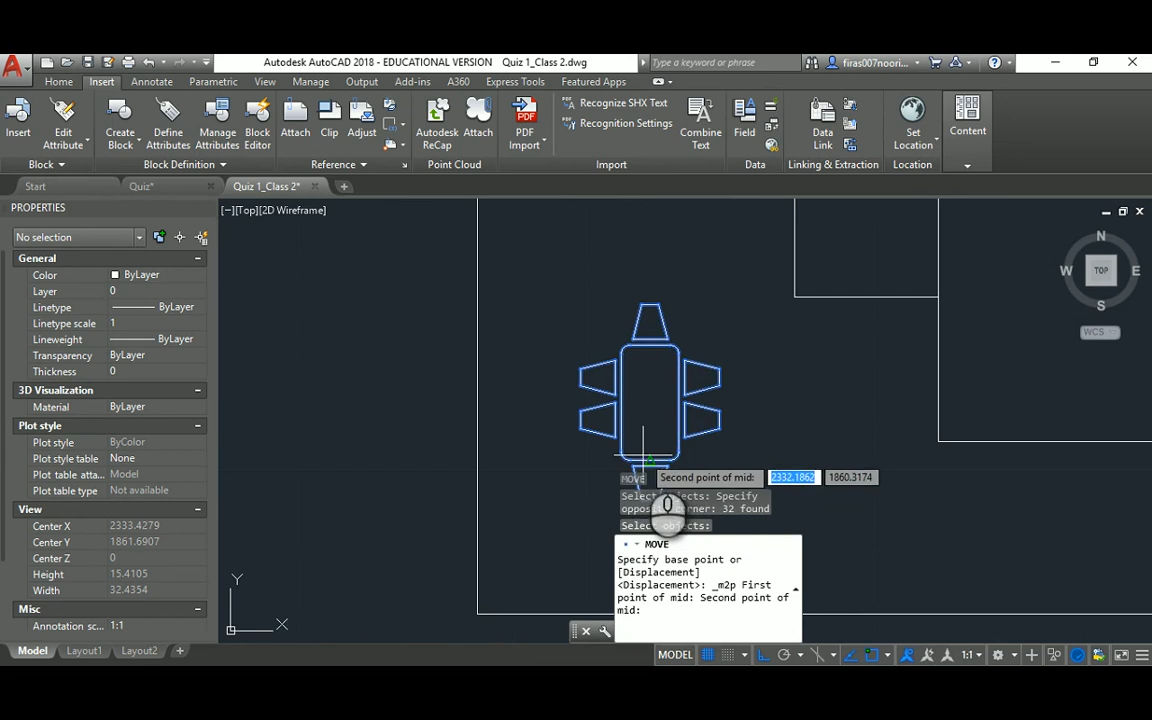 Autodesk AutoCAD 2018 - EDUCATIONAL VERSION Quiz 1_Class 2.dwg
Type a keyword or phrase
firas007noori...
Home Insert Annotate Parametric View Manage Output Add-ins A360 Express Tools Featured Apps
Insert
Edit Attribute
Create Block
Define Attributes
Manage Attributes
Block Editor
Attach
Clip
Adjust
Autodesk ReCap
Attach
PDF Import
Recognize SHX Text
Recognition Settings
Combine Text
Field
Data Link
Set Location
Content
Block
Block Definition
Reference
Point Cloud
Import
Data
Linking & Extraction
Location
Start
Quiz*
Quiz 1_Class 2*
PROPERTIES
No selection
General
Color ByLayer
Layer 0
Linetype ByLayer
Linetype scale 1
Lineweight ByLayer
Transparency ByLayer
Thickness 0
3D Visualization
Material ByLayer
Plot style
Plot style ByColor
Plot style table None
Plot table atta... Model
Plot style type Not available
View
Center X 2333.4279
Center Y 1861.6907
Center Z 0
Height 15.4105
Width 32.4354
Misc
Annotation sc... 1:1
[−][Top][2D Wireframe]
N
W TOP E
S
WCS
MOVE Second point of mid: 2332.1862 1860.3174
Select objects: Specify
32 found
Select objects:
MOVE
Specify base point or
[Displacement]
<Displacement>: _m2p First
point of mid: Second point of
mid:
Y
X
Model Layout1 Layout2 +
MODEL 1:1